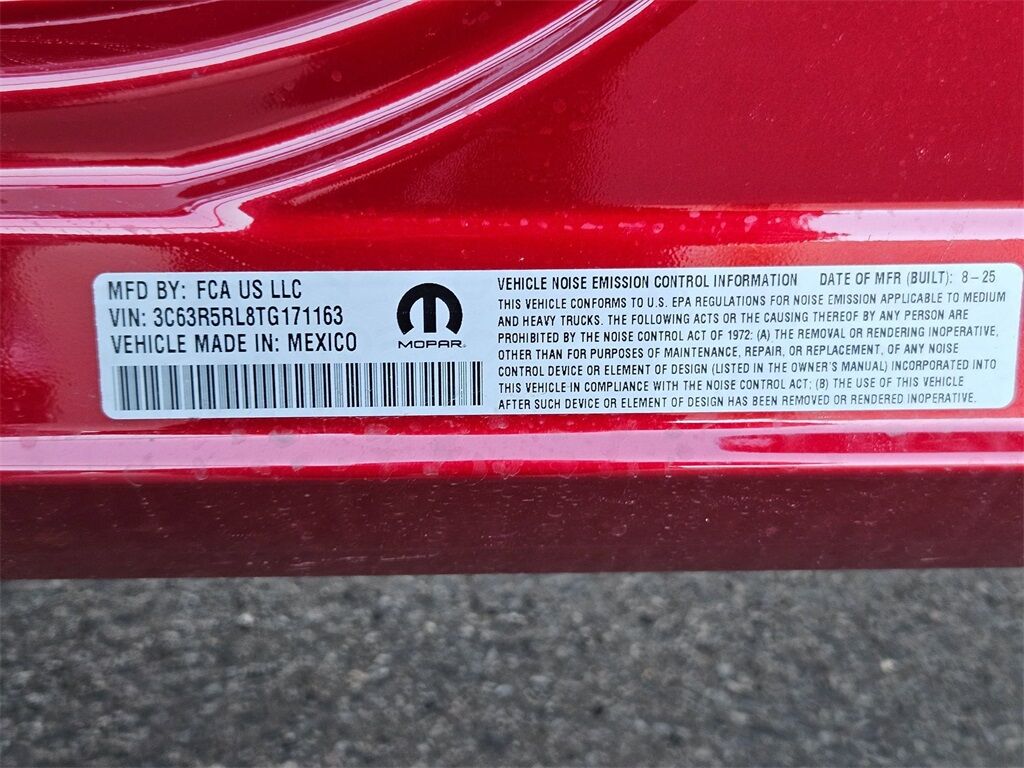 MFD BY: FCA US LLC
VIN: 3C63R5RL8TG171163
VEHICLE MADE IN: MEXICO
MOPAR
VEHICLE NOISE EMISSION CONTROL INFORMATION DATE OF MFR (BUILT): 8-25
THIS VEHICLE CONFORMS TO U.S. EPA REGULATIONS FOR NOISE EMISSION APPLICABLE TO MEDIUM
AND HEAVY TRUCKS. THE FOLLOWING ACTS OR THE CAUSING THEREOF BY ANY PERSON ARE
PROHIBITED BY THE NOISE CONTROL ACT OF 1972: (A) THE REMOVAL OR RENDERING INOPERATIVE,
OTHER THAN FOR PURPOSES OF MAINTENANCE, REPAIR, OR REPLACEMENT, OF ANY NOISE
CONTROL DEVICE OR ELEMENT OF DESIGN (LISTED IN THE OWNER'S MANUAL) INCORPORATED INTO
THIS VEHICLE IN COMPLIANCE WITH THE NOISE CONTROL ACT; (B) THE USE OF THIS VEHICLE
AFTER SUCH DEVICE OR ELEMENT OF DESIGN HAS BEEN REMOVED OR RENDERED INOPERATIVE.